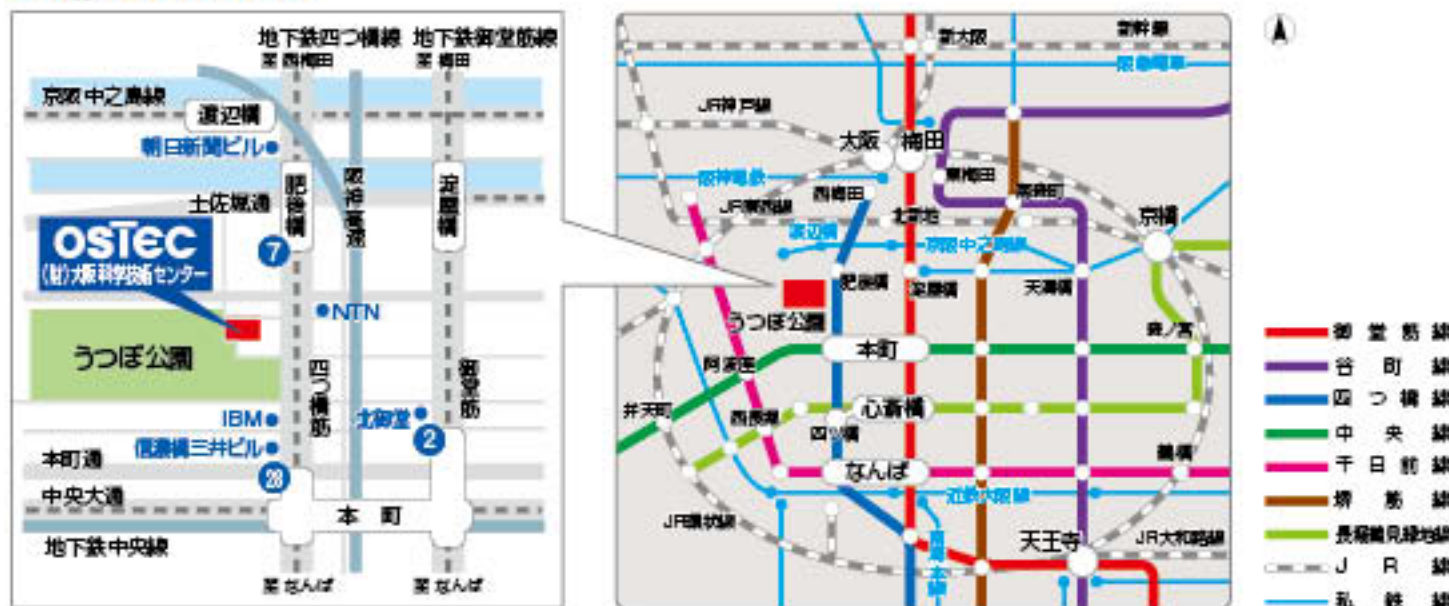 地下鉄四つ橋線 地下鉄御堂筋線
至 西梅田 至 梅田
京阪中之島線
渡辺橋
朝日新聞ビル
肥後橋
阪神高速
淀屋橋
土佐堀通
OSTEC
(財)大阪科学技術センター
7
NTN
うつぼ公園
四つ橋筋
御堂筋
IBM
北御堂
2
信濃橋三井ビル
本町通
28
中央大通
本町
地下鉄中央線
至 なんば 至 なんば
新大阪
新幹線
阪急電車
JR神戸線
大阪 梅田
阪神電鉄
西梅田
東梅田
JR東西線
北新地
京橋
渡辺橋
京阪中之島線
肥後橋
淀屋橋
天満橋
うつぼ公園
森ノ宮
本町
阿波座
弁天町
西長堀
心斎橋
四ツ橋
なんば
鶴橋
近鉄大阪線
JR環状線
南海本線
天王寺
JR大和路線
御堂筋線
谷町線
四つ橋線
中央線
千日前線
堺筋線
長堀鶴見緑地線
JR線
私鉄線